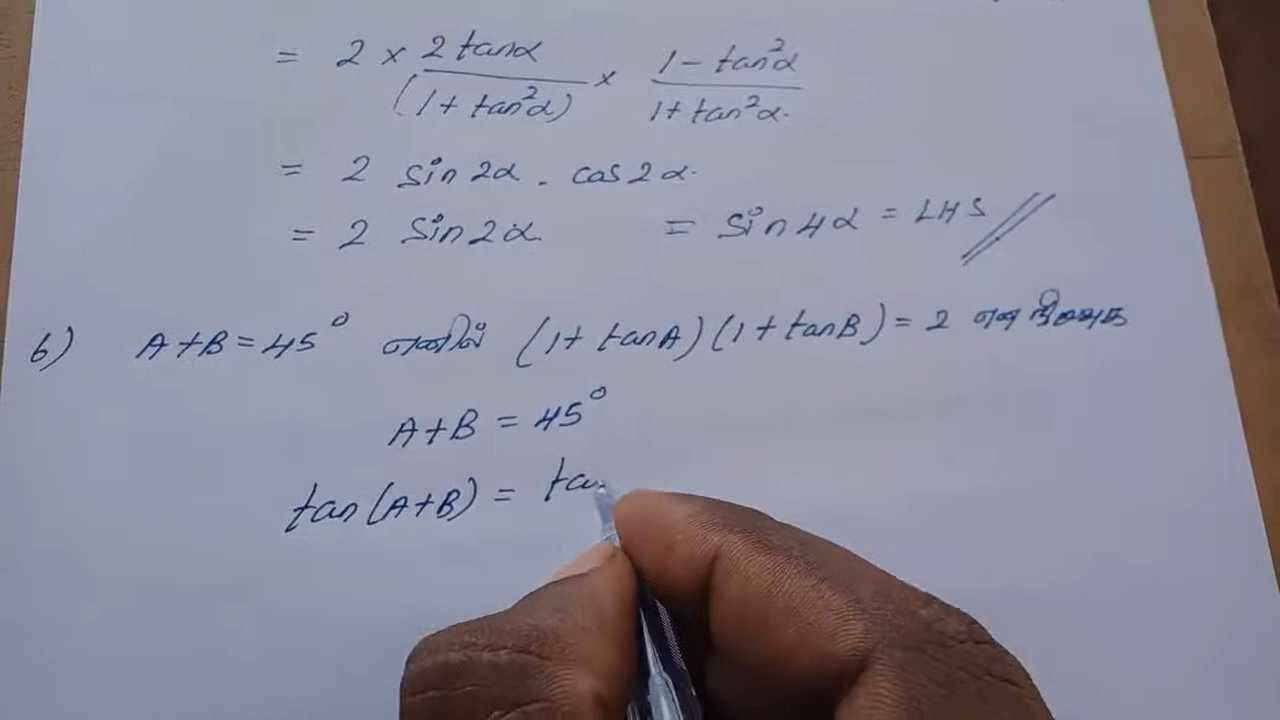 = 2 × 2 tanα / (1 + tan²α) × 1 - tan²α / 1 + tan²α.
= 2 sin 2α . cos 2α.
= 2 sin 2α = sin 4α = LHS //
6) A+B = 45° எனில் (1 + tanA)(1 + tanB) = 2 என நிறுவுக
A+B = 45°
tan(A+B) = tan